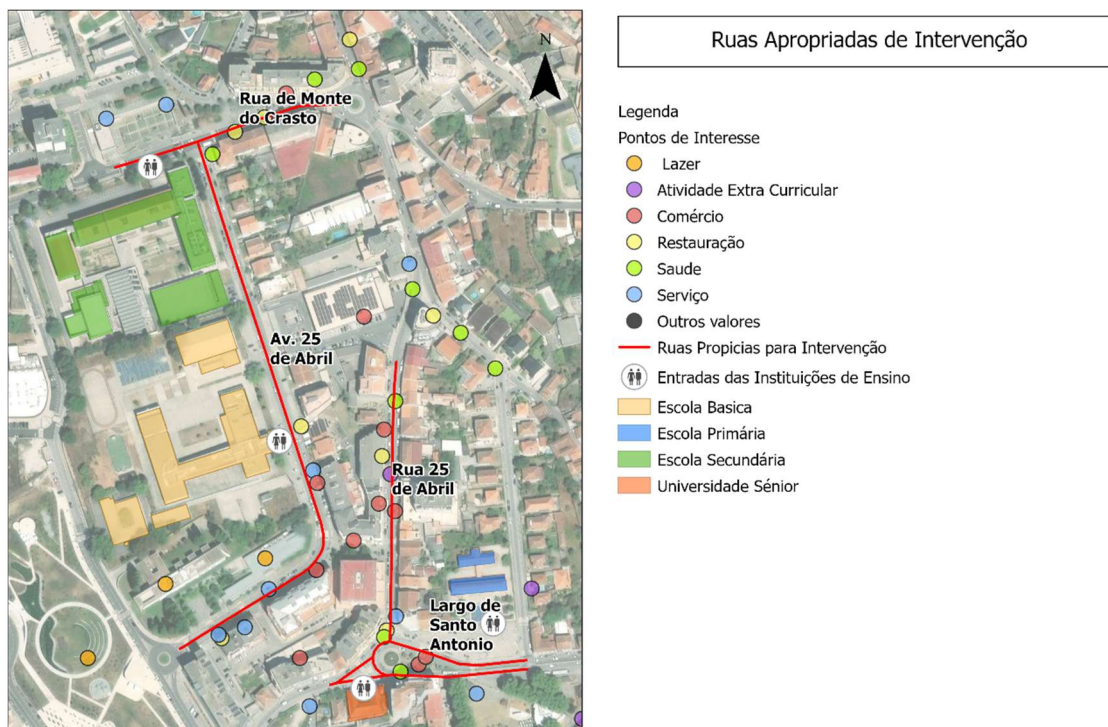 Rua de Monte
do Crasto
N
Av. 25
de Abril
Rua 25
de Abril
Largo de
Santo
Antonio
Ruas Apropriadas de Intervenção
Legenda
Pontos de Interesse
Lazer
Atividade Extra Curricular
Comércio
Restauração
Saude
Serviço
Outros valores
Ruas Propicias para Intervenção
Entradas das Instituições de Ensino
Escola Basica
Escola Primária
Escola Secundária
Universidade Sénior